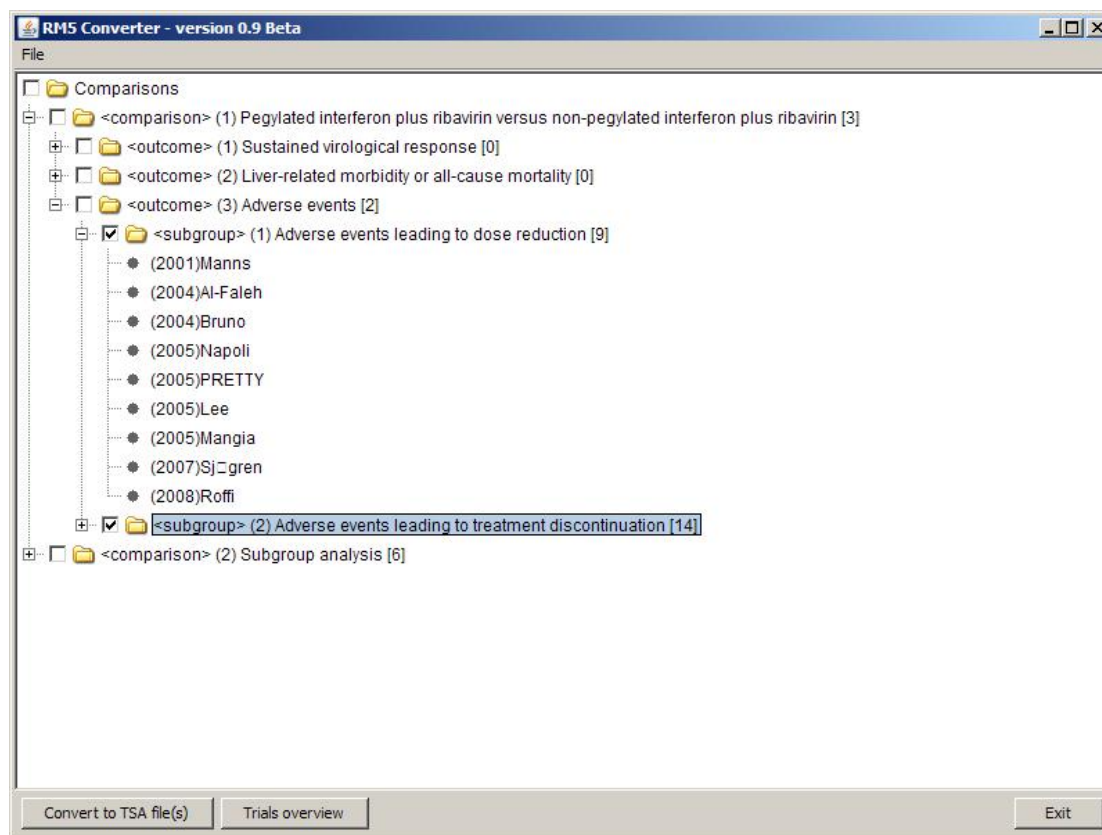 RM5 Converter - version 0.9 Beta
File
Comparisons
<comparison> (1) Pegylated interferon plus ribavirin versus non-pegylated interferon plus ribavirin [3]
<outcome> (1) Sustained virological response [0]
<outcome> (2) Liver-related morbidity or all-cause mortality [0]
<outcome> (3) Adverse events [2]
<subgroup> (1) Adverse events leading to dose reduction [9]
(2001)Manns
(2004)Al-Faleh
(2004)Bruno
(2005)Napoli
(2005)PRETTY
(2005)Lee
(2005)Mangia
(2007)Sj□gren
(2008)Roffi
<subgroup> (2) Adverse events leading to treatment discontinuation [14]
<comparison> (2) Subgroup analysis [6]
Convert to TSA file(s) Trials overview Exit